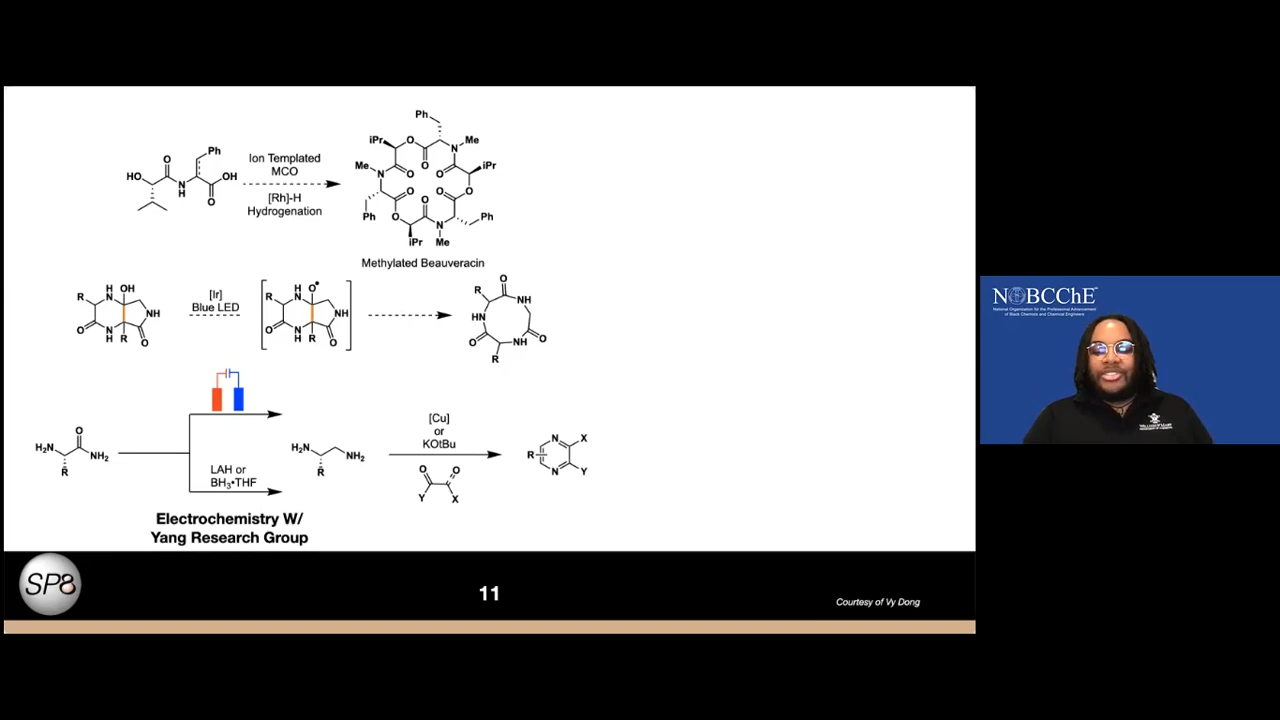 Ph
O
HO
N
H
OH
O
Ion Templated
MCO
[Rh]-H
Hydrogenation
Ph
iPr
O
N
Me
O
O
Me
N
O
iPr
O
O
O
Ph
O
O
N
Ph
iPr
Me
Methylated Beauveracin
R
H
N
OH
NH
O
N
H
R
O
[Ir]
Blue LED
R
H
N
O•
NH
O
N
H
R
O
O
R
NH
HN
O
NH
O
R
H₂N
O
NH₂
R
LAH or
BH₃•THF
H₂N
NH₂
R
[Cu]
or
KOtBu
O
O
Y
X
N
X
R
N
Y
Electrochemistry W/
Yang Research Group
SP8
11
Courtesy of Vy Dong
NOBCChE™
National Organization for the Professional Advancement
of Black Chemists and Chemical Engineers